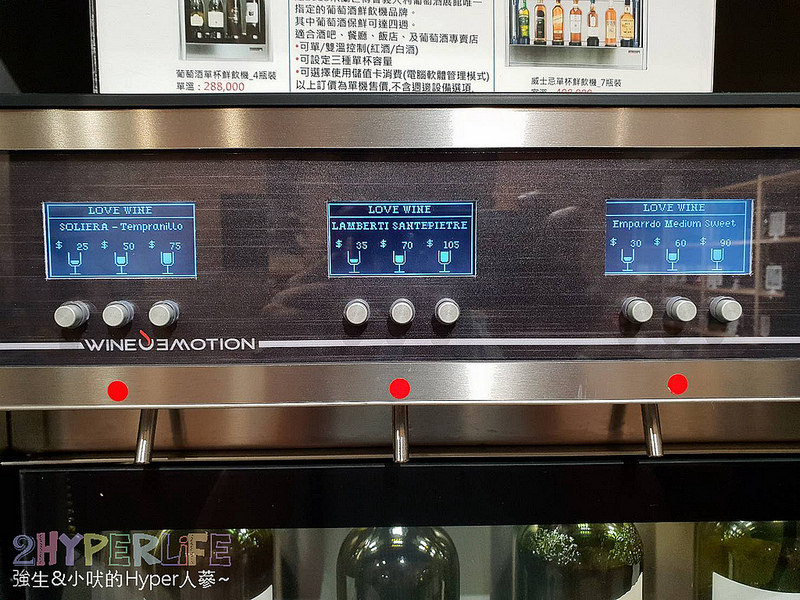 指定的葡萄酒鮮飲機品牌。
其中葡萄酒保鮮可達四週。
適合酒吧、餐廳、飯店、及葡萄酒專賣店
•可單/雙溫控制(紅酒/白酒)
•可設定三種單杯容量
•可選擇使用儲值卡消費(電腦軟體管理模式)
以上訂價為單機售價,不含週邊設備選項.
葡萄酒單杯鮮飲機_4瓶裝
單溫：288,000
威士忌單杯鮮飲機_7瓶裝
LOVE WINE
SOLIERA - Tempranillo
$ 25 $ 50 $ 75
LOVE WINE
LAMBERTI SANTEPIETRE
$ 35 $ 70 $ 105
LOVE WINE
Emparrdo Medium Sweet
$ 30 $ 60 $ 90
WINEEMOTION
2HYPERLiFE
強生&小吠的Hyper人蔘~